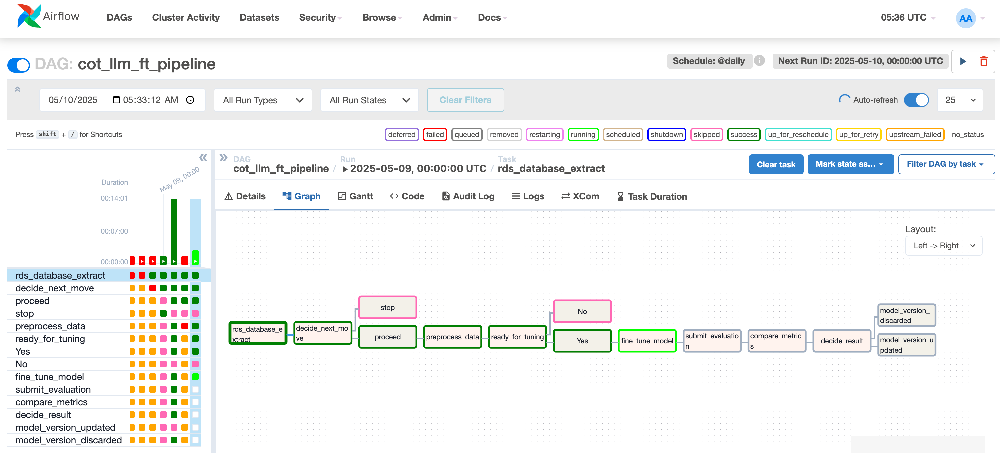 Airflow
DAGs Cluster Activity Datasets Security Browse Admin Docs
05:36 UTC AA
DAG: cot_llm_ft_pipeline
Schedule: @daily
Next Run ID: 2025-05-10, 00:00:00 UTC
05/10/2025 05:33:12 AM
All Run Types
All Run States
Clear Filters
Auto-refresh
25
Press shift + / for Shortcuts
deferred failed queued removed restarting running scheduled shutdown skipped success up_for_reschedule up_for_retry upstream_failed no_status
Duration
May 09, 00:00
00:14:01
00:07:00
00:00:00
rds_database_extract
decide_next_move
proceed
stop
preprocess_data
ready_for_tuning
Yes
No
fine_tune_model
submit_evaluation
compare_metrics
decide_result
model_version_updated
model_version_discarded
DAG
cot_llm_ft_pipeline /
Run
2025-05-09, 00:00:00 UTC /
Task
rds_database_extract
Clear task
Mark state as...
Filter DAG by task
Details Graph Gantt Code Audit Log Logs XCom Task Duration
Layout:
Left -> Right
rds_database_e
xtract
decide_next_mo
ve
stop
proceed
preprocess_data
ready_for_tuning
No
Yes
fine_tune_model
submit_evaluatio
n
compare_metric
s
decide_result
model_version_
discarded
model_version_u
pdated